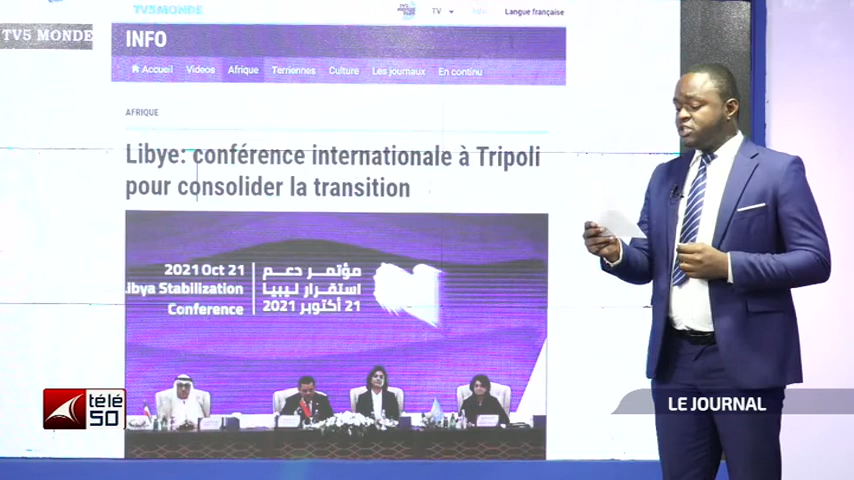 TV5MONDE
TV
Langue française
TV5 MONDE
INFO
Accueil Videos Afrique Terriennes Culture Les journaux En continu
AFRIQUE
Libye: conférence internationale à Tripoli
pour consolider la transition
2021 Oct 21
Libya Stabilization
Conference
مؤتمر دعم
استقرار ليبيا
21 أكتوبر 2021
télé
50
LE JOURNAL